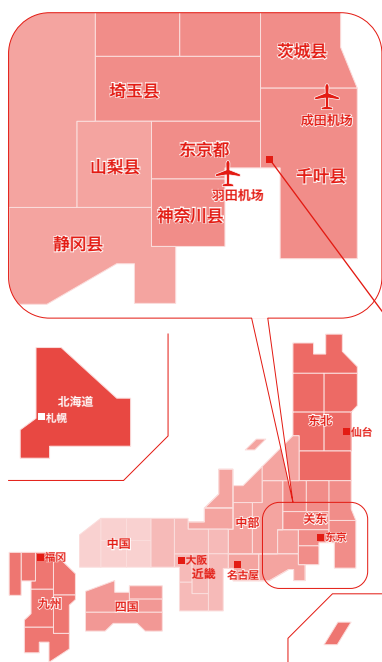 茨城县
埼玉县
成田机场
东京都
山梨县
千叶县
羽田机场
神奈川县
静冈县
北海道
札幌
东北
仙台
关东
中部
东京
中国
大阪
福冈
近畿
名古屋
九州
四国